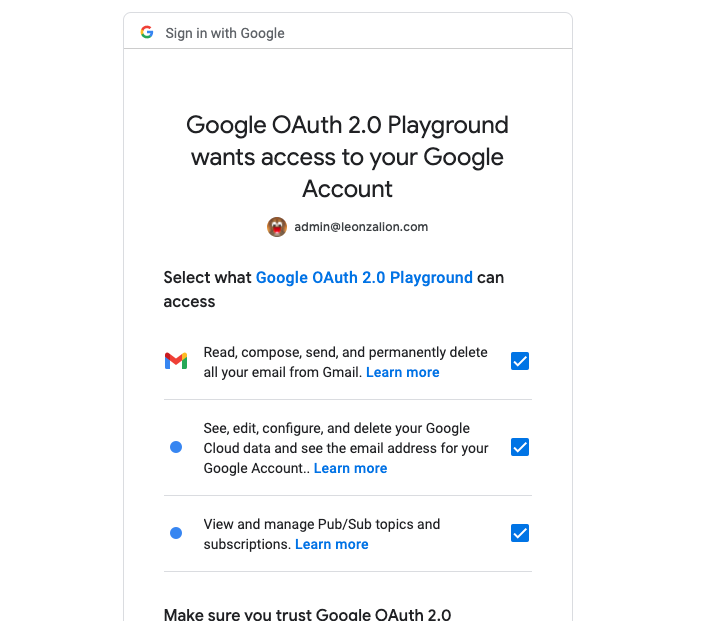 Sign in with Google
Google OAuth 2.0 Playground
wants access to your Google
Account
admin@leonzalion.com
Select what Google OAuth 2.0 Playground can
access
Read, compose, send, and permanently delete
all your email from Gmail. Learn more
See, edit, configure, and delete your Google
Cloud data and see the email address for your
Google Account.. Learn more
View and manage Pub/Sub topics and
subscriptions. Learn more
Make sure you trust Google OAuth 2.0